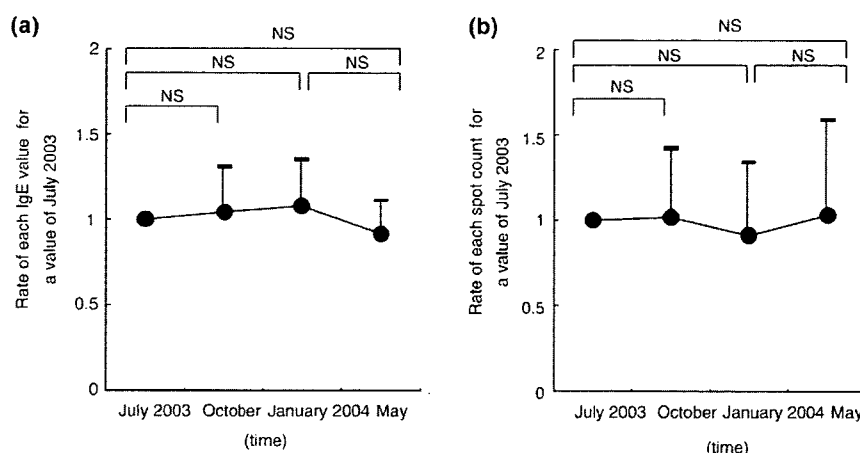 (a)
NS
NS
NS
NS
2
1.5
1
0.5
0
Rate of each IgE value for
a value of July 2003
July 2003 October January 2004 May
(time)
(b)
NS
NS
NS
NS
2
1.5
1
0.5
0
Rate of each spot count for
a value of July 2003
July 2003 October January 2004 May
(time)